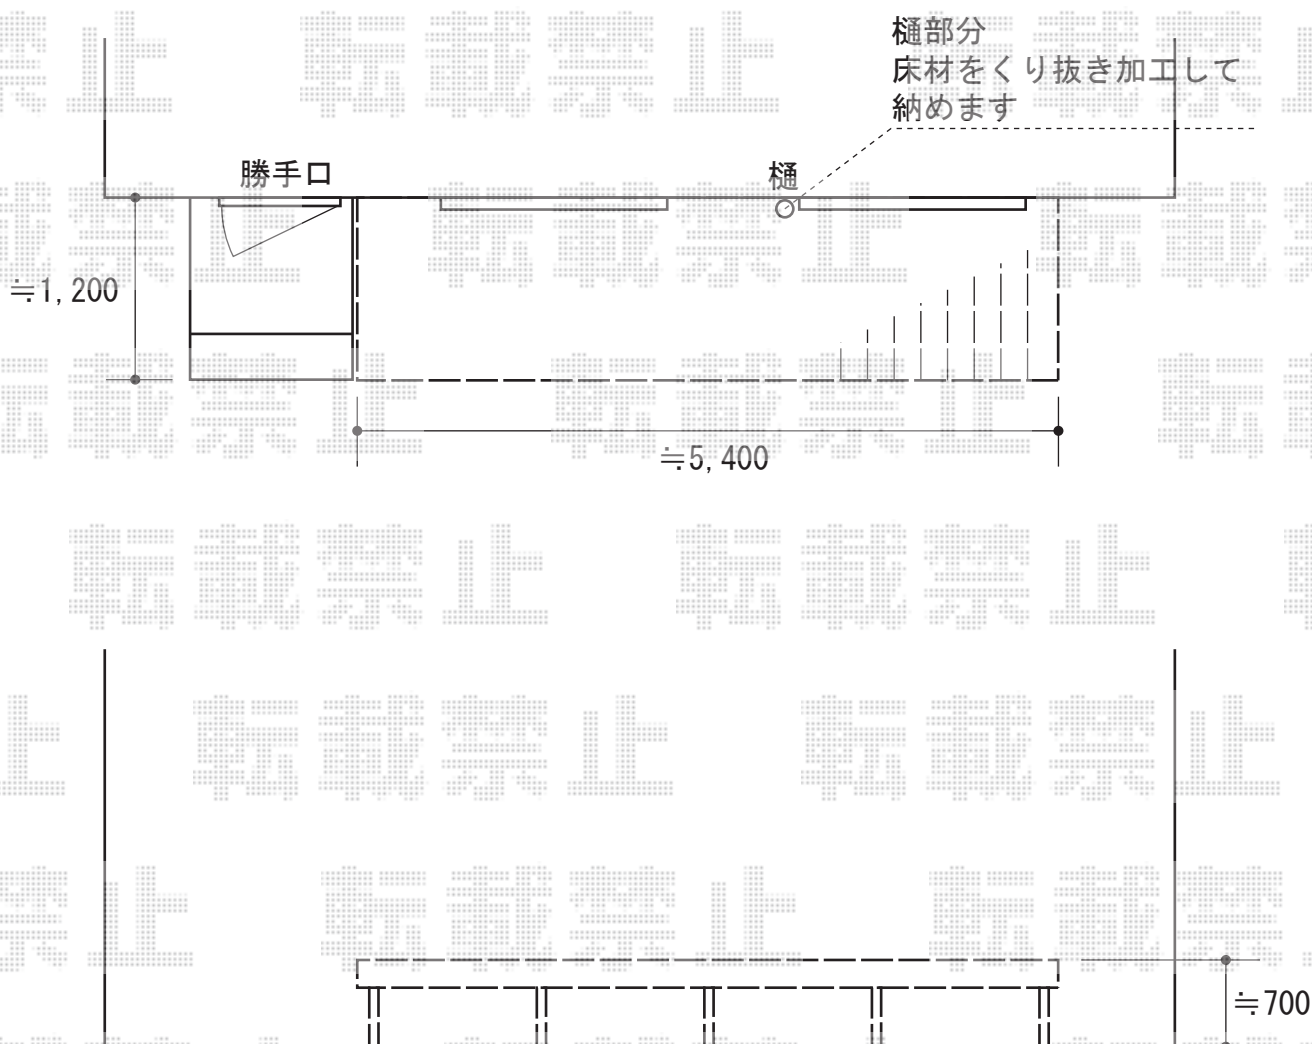 樋部分
床材をくり抜き加工して
納めます
勝手口
樋
≒1,200
≒5,400
≒700
転載禁止